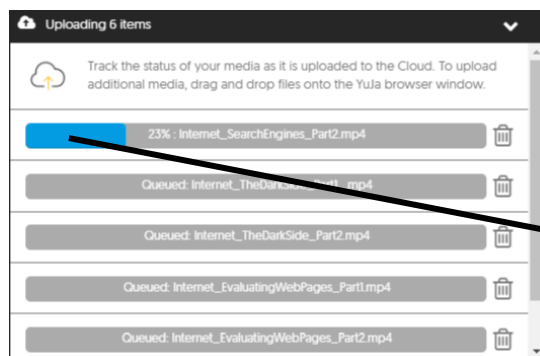 Uploading 6 items
Track the status of your media as it is uploaded to the Cloud. To upload
additional media, drag and drop files onto the YuJa browser window.
23% : Internet_SearchEngines_Part2.mp4
Queued: Internet_TheDarkSide_Part1. mp4
Queued: Internet_TheDarkSide_Part2.mp4
Queued: Internet_EvaluatingWebPages_Part1.mp4
Queued: Internet_EvaluatingWebPages_Part2.mp4